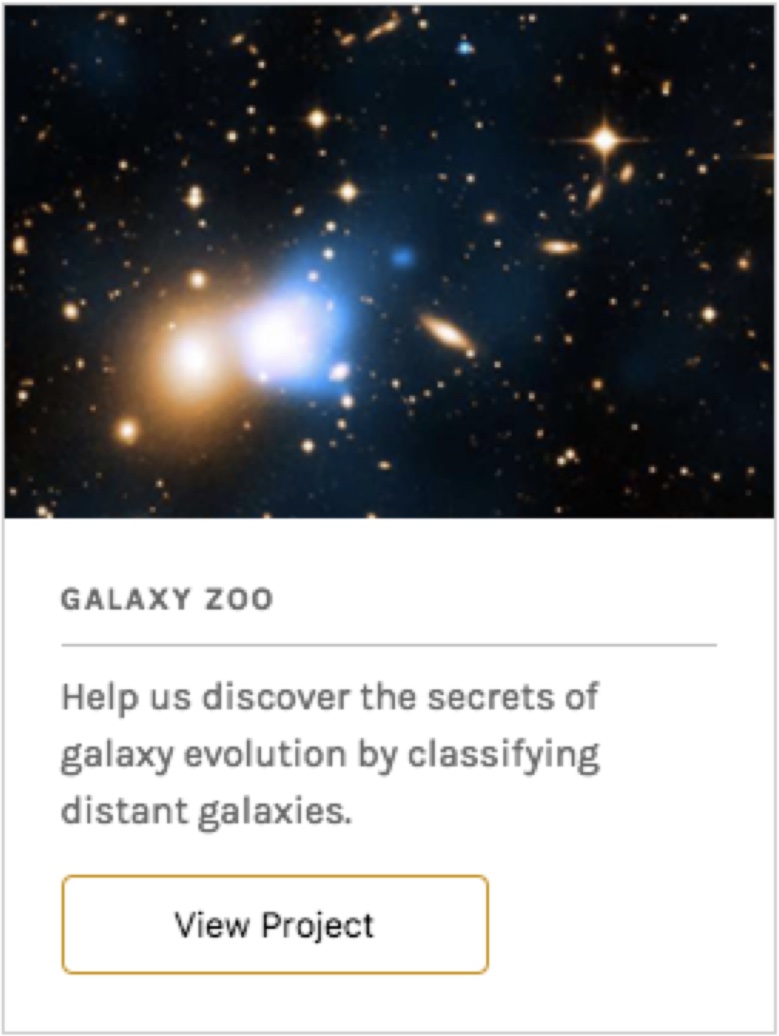 GALAXY ZOO
Help us discover the secrets of
galaxy evolution by classifying
distant galaxies.
View Project